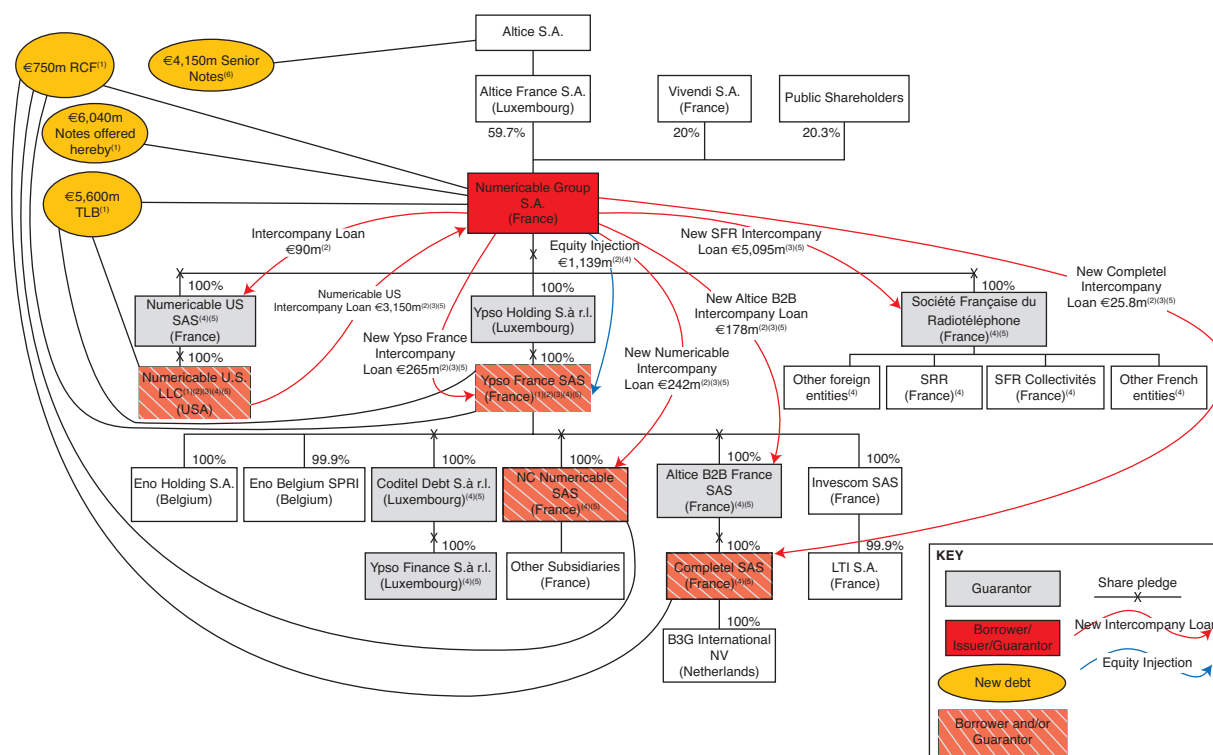 Altice S.A.
€750m RCF(1)
€4,150m Senior
Notes(6)
Altice France S.A.
(Luxembourg)
Vivendi S.A.
(France)
Public Shareholders
59.7%
20%
20.3%
€6,040m
Notes offered
hereby(1)
€5,600m
TLB(1)
Numericable Group
S.A.
(France)
Intercompany Loan
€90m(2)
Equity Injection
€1,139m(2)(4)
New SFR Intercompany
Loan €5,095m(3)(5)
New Completel
Intercompany
Loan €25.8m(2)(3)(5)
100%
Numericable US
SAS(4)(5)
(France)
Numericable US
Intercompany Loan €3,150m(2)(3)(5)
100%
Ypso Holding S.à r.l.
(Luxembourg)
New Altice B2B
Intercompany Loan
€178m(2)(3)(5)
100%
Société Française du
Radiotéléphone
(France)(4)(5)
100%
Numericable U.S.
LLC(1)(2)(3)(4)(5)
(USA)
New Ypso France
Intercompany
Loan €265m(2)(3)(5)
100%
Ypso France SAS
(France)(1)(2)(3)(4)(5)
New Numericable
Intercompany
Loan €242m(2)(3)(5)
Other foreign
entities(4)
SRR
(France)(4)
SFR Collectivités
(France)(4)
Other French
entities(4)
100%
Eno Holding S.A.
(Belgium)
99.9%
Eno Belgium SPRI
(Belgium)
100%
Coditel Debt S.à r.l.
(Luxembourg)(4)(5)
100%
NC Numericable
SAS
(France)(4)(5)
100%
Altice B2B France
SAS
(France)(4)(5)
100%
Invescom SAS
(France)
100%
Ypso Finance S.à r.l.
(Luxembourg)(4)(5)
Other Subsidiaries
(France)
100%
Completel SAS
(France)(4)(5)
99.9%
LTI S.A.
(France)
100%
B3G International
NV
(Netherlands)
KEY
Guarantor
Share pledge
Borrower/
Issuer/Guarantor
New Intercompany Loan
New debt
Equity Injection
Borrower and/or
Guarantor